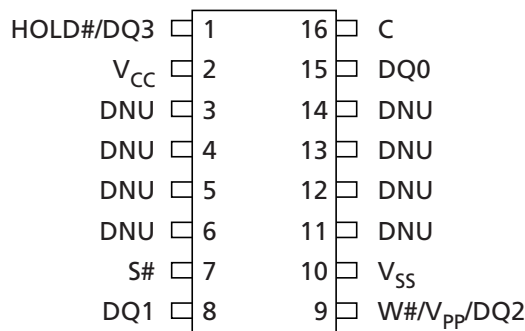 HOLD#/DQ3 1 16 C
VCC 2 15 DQ0
DNU 3 14 DNU
DNU 4 13 DNU
DNU 5 12 DNU
DNU 6 11 DNU
S# 7 10 VSS
DQ1 8 9 W#/VPP/DQ2